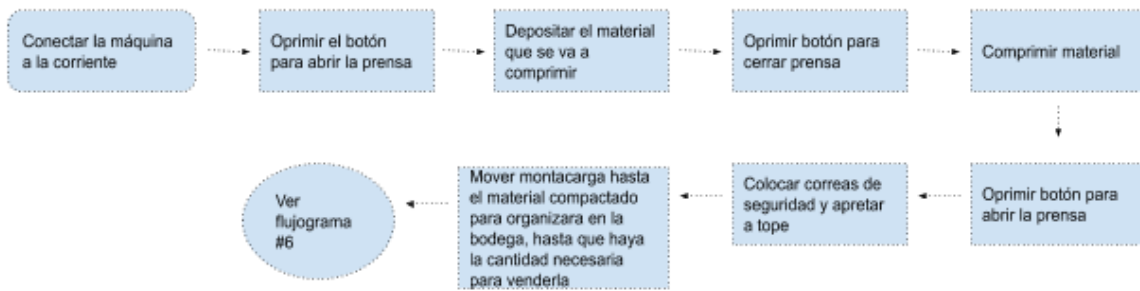 Conectar la máquina
a la corriente
Oprimir el botón
para abrir la prensa
Depositar el material
que se va a
comprimir
Oprimir botón para
cerrar prensa
Comprimir material
Oprimir botón para
abrir la prensa
Colocar correas de
seguridad y apretar
a tope
Mover montacarga hasta
el material compactado
para organizara en la
bodega, hasta que haya
la cantidad necesaria
para venderla
Ver
flujograma
#6